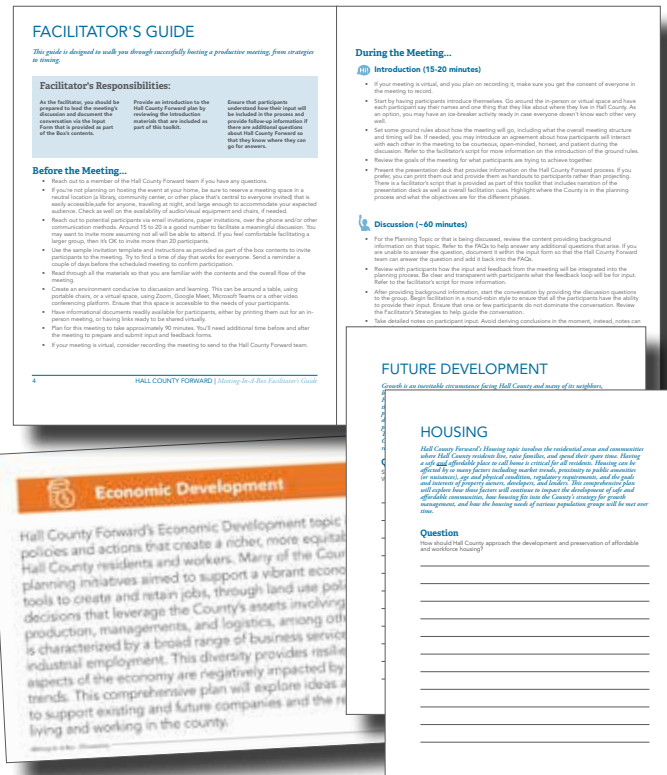 FACILITATOR'S GUIDE
This guide is designed to walk you through successfully hosting a productive meeting, from strategies
to timing.
Facilitator's Responsibilities:
As the facilitator, you should be
prepared to lead the meeting's
discussion and document the
conversation via the Input
Form that is provided as part
of the Box's contents.
Provide an introduction to the
Hall County Forward plan by
reviewing the introduction
materials that are included as
part of this toolkit.
Ensure that participants
understand how their input will
be included in the process and
provide follow-up information if
there are additional questions
about Hall County Forward so
that they know where they can
go for answers.
Before the Meeting...
• Reach out to a member of the Hall County Forward team if you have any questions.
• If you're not planning on hosting the event at your home, be sure to reserve a meeting space in a
neutral location (a library, community center, or other place that's central to everyone invited) that is
easily accessible,safe for anyone, traveling at night, and large enough to accommodate your expected
audience. Check as well on the availability of audio/visual equipment and chairs, if needed.
• Reach out to potential participants via email invitations, paper invitations, over the phone and/or other
communication methods. Around 15 to 20 is a good number to facilitate a meaningful discussion. You
may want to invite more assuming not all will be able to attend. If you feel comfortable facilitating a
larger group, then it's OK to invite more than 20 participants.
• Use the sample invitation template and instructions provided as part of the box contents to invite
participants to the meeting. Try to find a time of day that works for everyone. Send a reminder a
couple of days before the scheduled meeting to confirm participation.
• Read through all the materials so that you are familiar with the contents and the overall flow of the
meeting.
• Create an environment conducive to discussion and learning. This can be around a table, using
portable chairs, or a virtual space, using Zoom, Google Meet, Microsoft Teams or a other video
conferencing platform. Ensure that this space is accessible to the needs of your participants.
• Have informational documents readily available for participants, either by printing them out for an in-
person meeting, or having links ready to be shared virtually.
• Plan for this meeting to take approximately 90 minutes. You'll need additional time before and after
the meeting to prepare and submit input and feedback forms.
• If your meeting is virtual, consider recording the meeting to send to the Hall County Forward team.
4
HALL COUNTY FORWARD | Meeting-In-A-Box Facilitator's Guide
During the Meeting...
Introduction (15-20 minutes)
• If your meeting is virtual, and you plan on recording it, make sure you get the consent of everyone in
the meeting to record.
• Start by having participants introduce themselves. Go around the in-person or virtual space and have
each participant say their names and one thing that they like about where they live in Hall County. As
an option, you may have an ice-breaker activity ready in case everyone doesn't know each other very
well.
• Set some ground rules about how the meeting will go, including what the overall meeting structure
and timing will be. If needed, you may introduce an agreement about how participants will interact
with each other in the meeting to be courteous, open-minded, honest, and patient during the
discussion. Refer to the facilitator's script for more information on the introduction of the ground rules.
• Review the goals of the meeting for what participants are trying to achieve together.
• Present the presentation deck that provides information on the Hall County Forward process. If you
prefer, you can print them out and provide them as handouts to participants rather than projecting.
There is a facilitator's script that is provided as part of this toolkit that includes narration of the
presentation deck as well as overall facilitation cues. Highlight where the County is in the planning
process and what the objectives are for the different phases.
Discussion (~60 minutes)
• For the Planning Topic or that is being discussed, review the content providing background
information on that topic. Refer to the FAQs to help answer any additional questions that arise. If you
are unable to answer the question, document it within the input form so that the Hall County Forward
team can answer the question and add it back into the FAQs.
• Review with participants how the input and feedback from the meeting will be integrated into the
planning process. Be clear and transparent with participants what the feedback loop will be for input.
Refer to the facilitator's script for more information.
• After providing background information, start the conversation by providing the discussion questions
to the group. Begin facilitation in a round-robin style to ensure that all the participants have the ability
to provide their input. Ensure that one or few participants do not dominate the conversation. Review
the Facilitator's Strategies to help guide the conversation.
• Take detailed notes on participant input. Avoid deriving conclusions in the moment, instead, notes can
FUTURE DEVELOPMENT
Growth is an inevitable circumstance facing Hall County and many of its neighbors,
HOUSING
Hall County Forward's Housing topic involves the residential areas and communities
where Hall County residents live, raise families, and spend their spare time. Having
a safe and affordable place to call home is critical for all residents. Housing can be
affected by so many factors including market trends, proximity to public amenities
(or nuisances), age and physical condition, regulatory requirements, and the goals
and interests of property owners, developers, and lenders. This comprehensive plan
will explore how those factors will continue to impact the development of safe and
affordable communities, how housing fits into the County's strategy for growth
management, and how the housing needs of various population groups will be met over
time.
Question
How should Hall County approach the development and preservation of affordable
and workforce housing?
Economic Development
Hall County Forward's Economic Development topic
policies and actions that create a richer, more equitab
Hall County residents and workers. Many of the Coun
planning initiatives aimed to support a vibrant econo
tools to create and retain jobs, through land use poli
decisions that leverage the County's assets involving
production, managements, and logistics, among oth
is characterized by a broad range of business service
industrial employment. This diversity provides resilie
aspects of the economy are negatively impacted by
trends. This comprehensive plan will explore ideas a
to support existing and future companies and the re
living and working in the county.